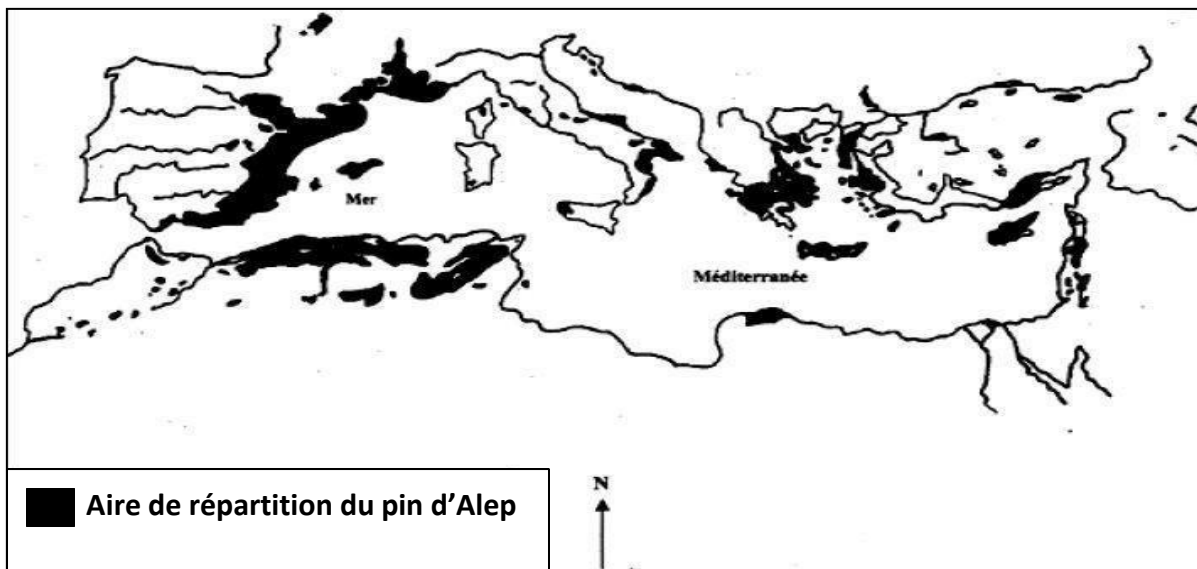 Mer
Méditerranée
Aire de répartition du pin d’Alep
N